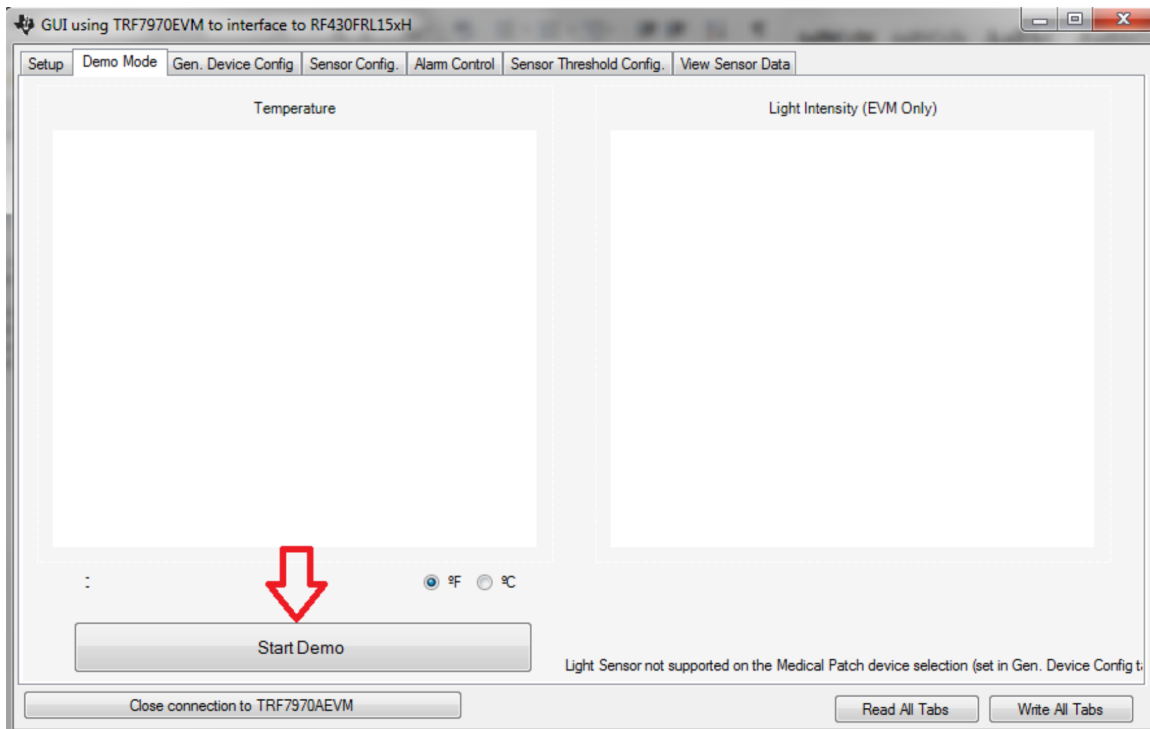 GUI using TRF7970EVM to interface to RF430FRL15xH
Setup Demo Mode Gen. Device Config Sensor Config. Alarm Control Sensor Threshold Config. View Sensor Data
Temperature Light Intensity (EVM Only)
ºF ºC
Start Demo
Light Sensor not supported on the Medical Patch device selection (set in Gen. Device Config
Close connection to TRF7970AEVM Read All Tabs Write All Tabs